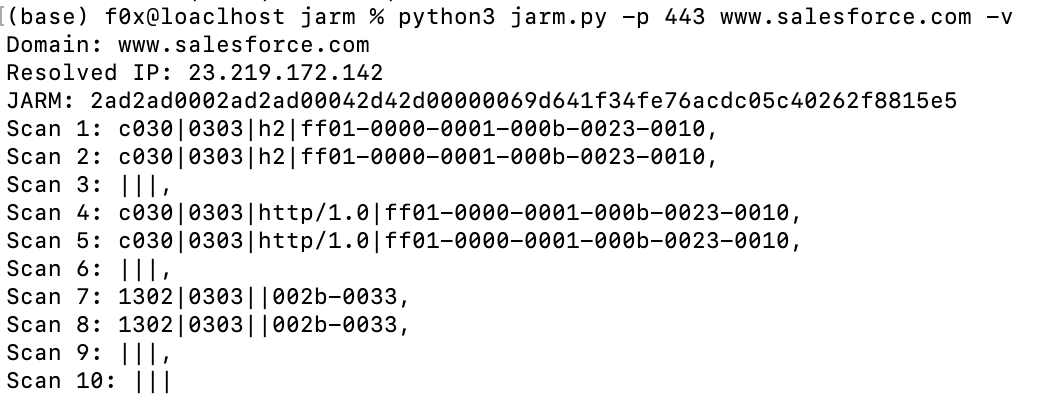 [(base) f0x@loaclhost jarm % python3 jarm.py -p 443 www.salesforce.com -v
Domain: www.salesforce.com
Resolved IP: 23.219.172.142
JARM: 2ad2ad0002ad2ad00042d42d00000069d641f34fe76acdc05c40262f8815e5
Scan 1: c030|0303|h2|ff01-0000-0001-000b-0023-0010,
Scan 2: c030|0303|h2|ff01-0000-0001-000b-0023-0010,
Scan 3: |||,
Scan 4: c030|0303|http/1.0|ff01-0000-0001-000b-0023-0010,
Scan 5: c030|0303|http/1.0|ff01-0000-0001-000b-0023-0010,
Scan 6: |||,
Scan 7: 1302|0303||002b-0033,
Scan 8: 1302|0303||002b-0033,
Scan 9: |||,
Scan 10: |||